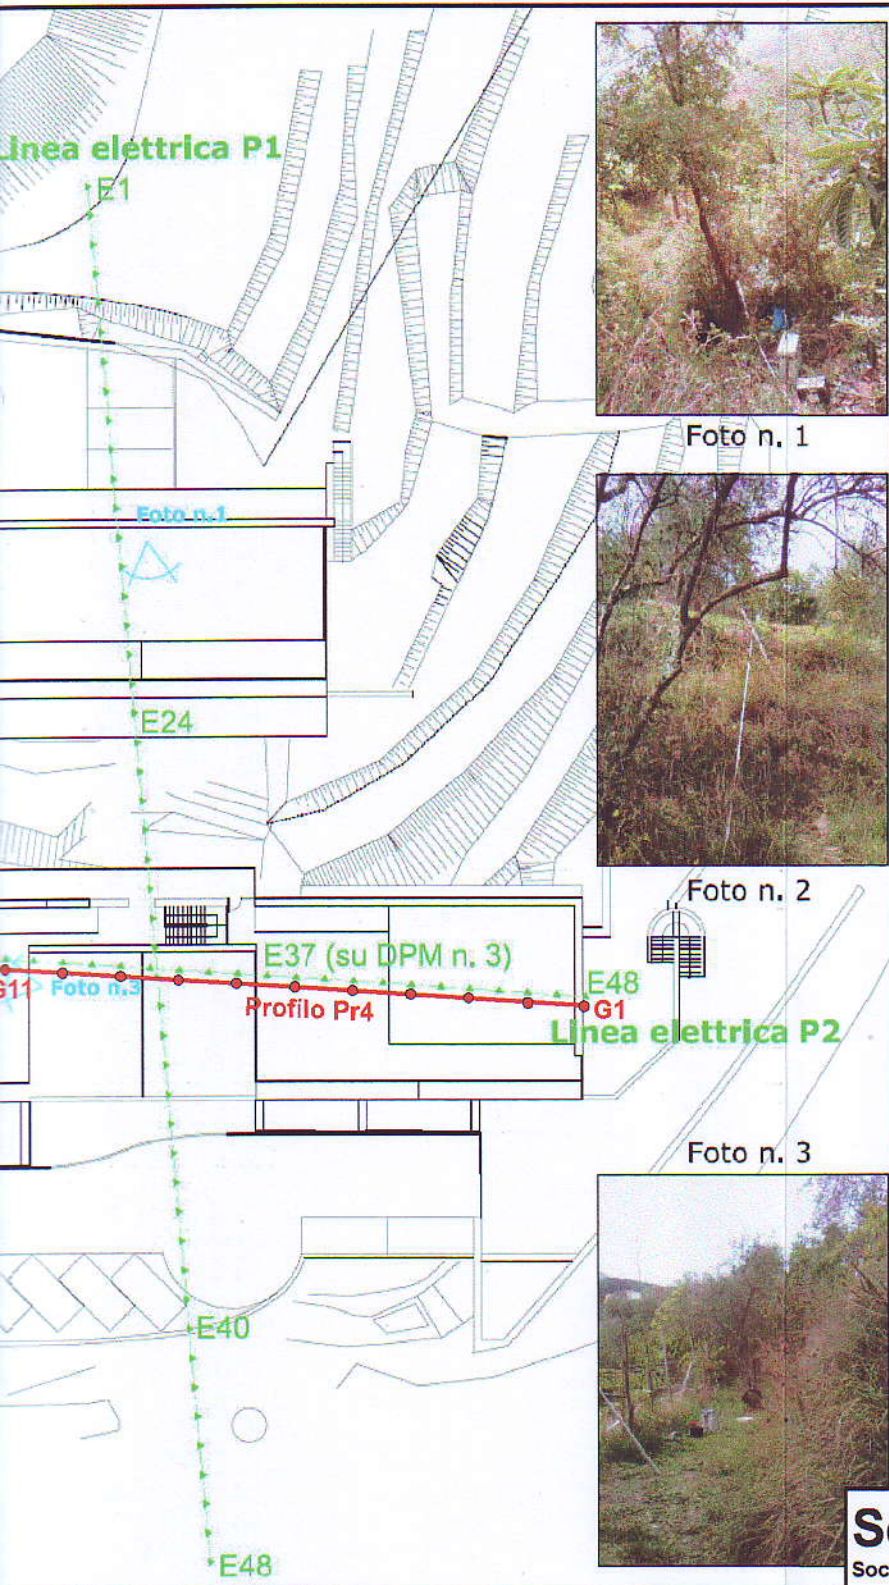 Linea elettrica P1
E1
Foto n. 1
Foto n.1
E24
Foto n. 2
E37 (su DPM n. 3)
E48
G11
Foto n.3
Profilo Pr4
G1
Linea elettrica P2
Foto n. 3
E40
E48
Soc